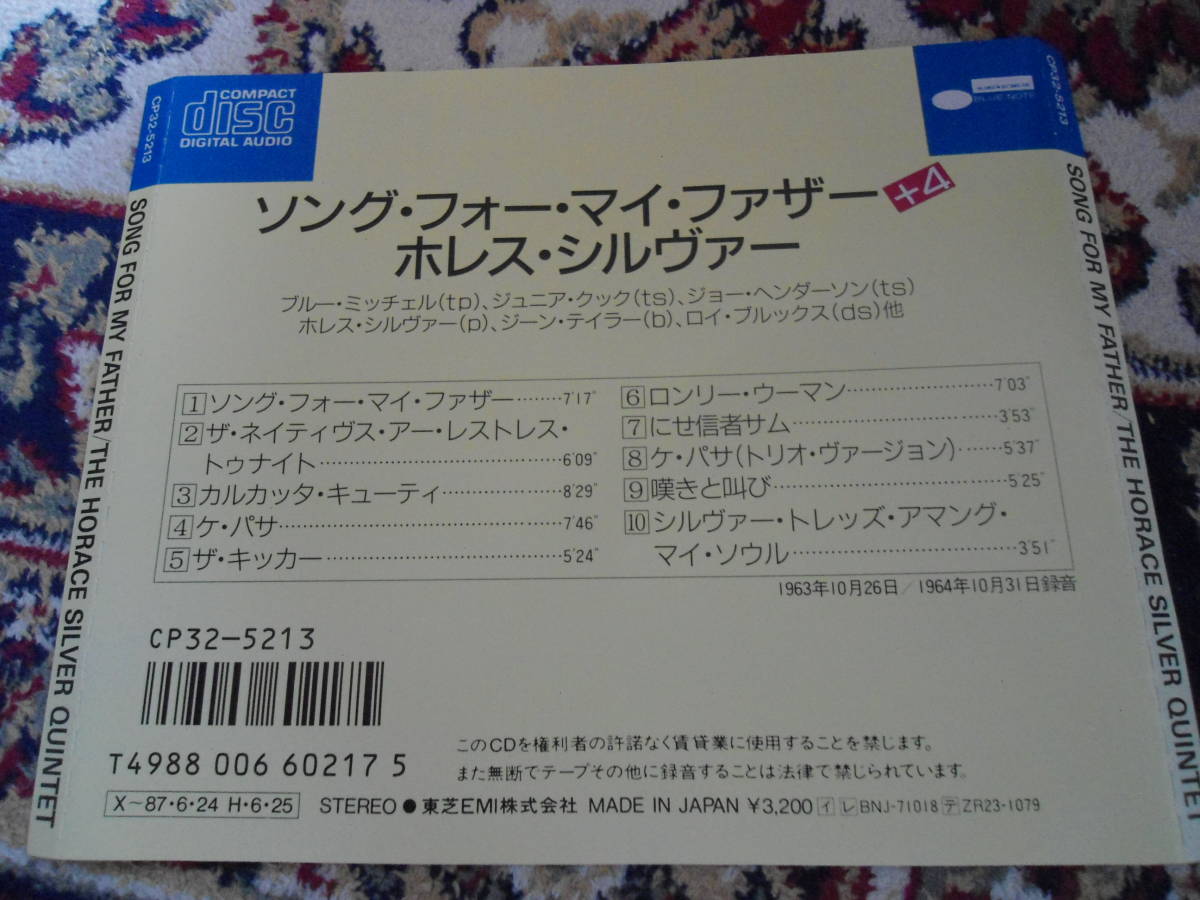 COMPACT
disc
DIGITAL AUDIO
BLUE NOTE
CP32-5213
SONG FOR MY FATHER/THE HORACE SILVER QUINTET
CP32-5213
SONG FOR MY FATHER/THE HORACE SILVER QUINTET
ソング・フォー・マイ・ファザー +4
ホレス・シルヴァー
ブルー・ミッチェル(tp)、ジュニア・クック(ts)、ジョー・ヘンダーソン(ts)
ホレス・シルヴァー(p)、ジーン・テイラー(b)、ロイ・ブルックス(ds)他
1 ソング・フォー・マイ・ファザー 7'17"
2 ザ・ネイティヴス・アー・レストレス・
トゥナイト 6'09"
3 カルカッタ・キューティ 8'29"
4 ケ・パサ 7'46"
5 ザ・キッカー 5'24"
6 ロンリー・ウーマン 7'03"
7 にせ信者サム 3'53"
8 ケ・パサ(トリオ・ヴァージョン) 5'37"
9 嘆きと叫び 5'25"
10 シルヴァー・トレッズ・アマング・
マイ・ソウル 3'51"
1963年10月26日/1964年10月31日録音
CP32-5213
T4988 006 60217 5
このCDを権利者の許諾なく賃貸業に使用することを禁じます。
また無断でテープその他に録音することは法律で禁じられています。
X~87・6・24 H・6・25 STEREO ● 東芝EMI株式会社 MADE IN JAPAN ¥3,200 イ レ BNJ-71018 テ ZR23-1079